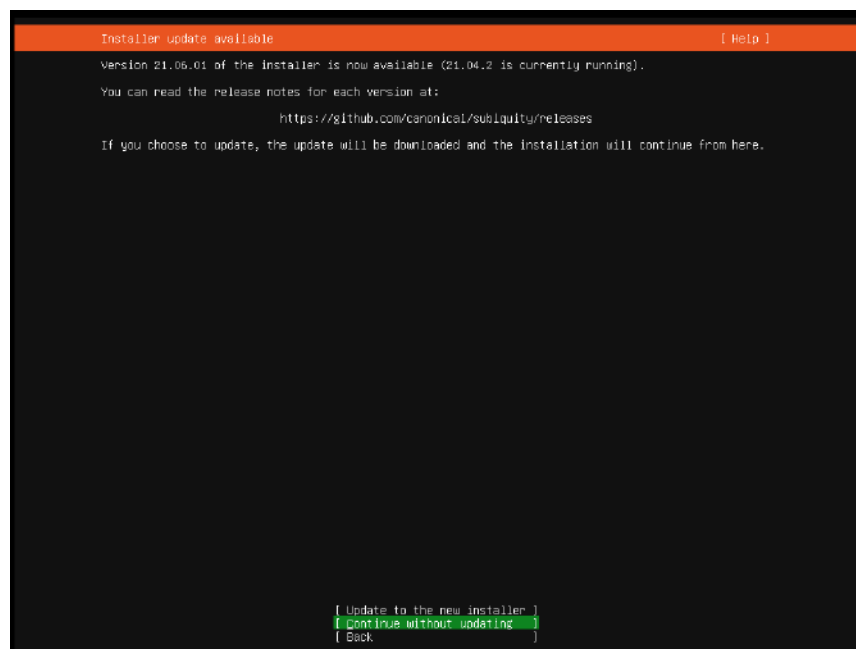 Installer update available [ Help ]
Version 21.06.01 of the installer is now available (21.04.2 is currently running).
You can read the release notes for each version at:
https://github.com/canonical/subiquity/releases
If you choose to update, the update will be downloaded and the installation will continue from here.
[ Update to the new installer ]
[ Continue without updating ]
[ Back ]